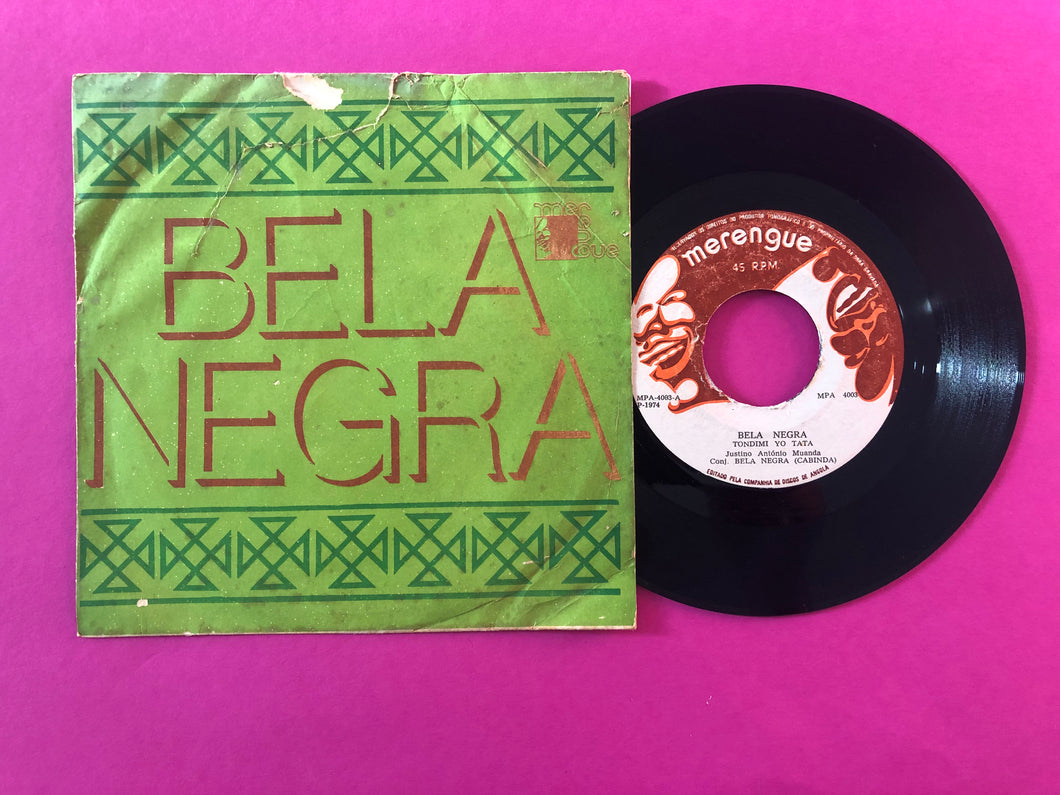 BELA
NEGRA
merengue
45 R.P.M.
MPA-4003-A
P-1974
MPA 4003
BELA NEGRA
TONDIMI YO TATA
Justino António Muanda
Conj. BELA NEGRA (CABINDA)
EDITADO PELA COMPANHIA DE DISCOS DE ANGOLA